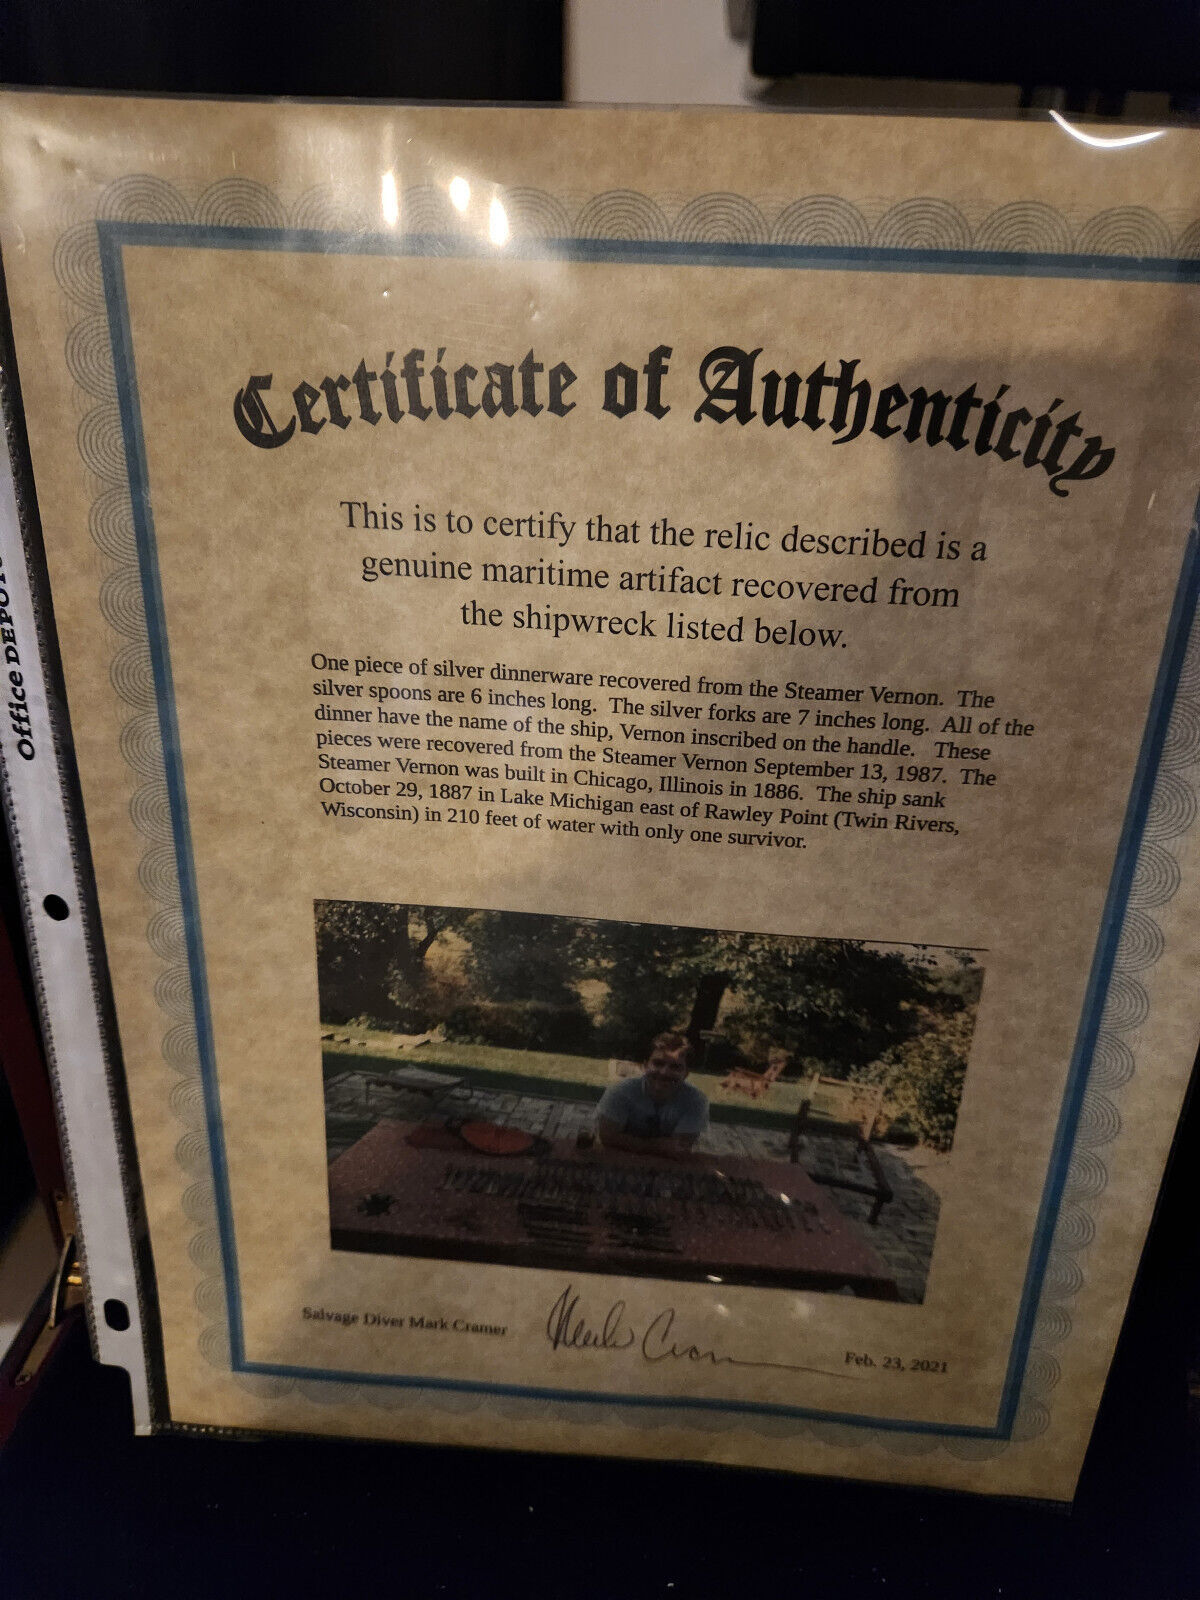 Certificate of Authenticity
This is to certify that the relic described is a
genuine maritime artifact recovered from
the shipwreck listed below.
One piece of silver dinnerware recovered from the Steamer Vernon.  The
silver spoons are 6 inches long.  The silver forks are 7 inches long.  All of the
dinner have the name of the ship, Vernon inscribed on the handle.   These
pieces were recovered from the Steamer Vernon September 13, 1987.  The
Steamer Vernon was built in Chicago, Illinois in 1886.  The ship sank
October 29, 1887 in Lake Michigan east of Rawley Point (Twin Rivers,
Wisconsin) in 210 feet of water with only one survivor.
Salvage Diver Mark Cramer
Feb. 23, 2021
Office DEPOT